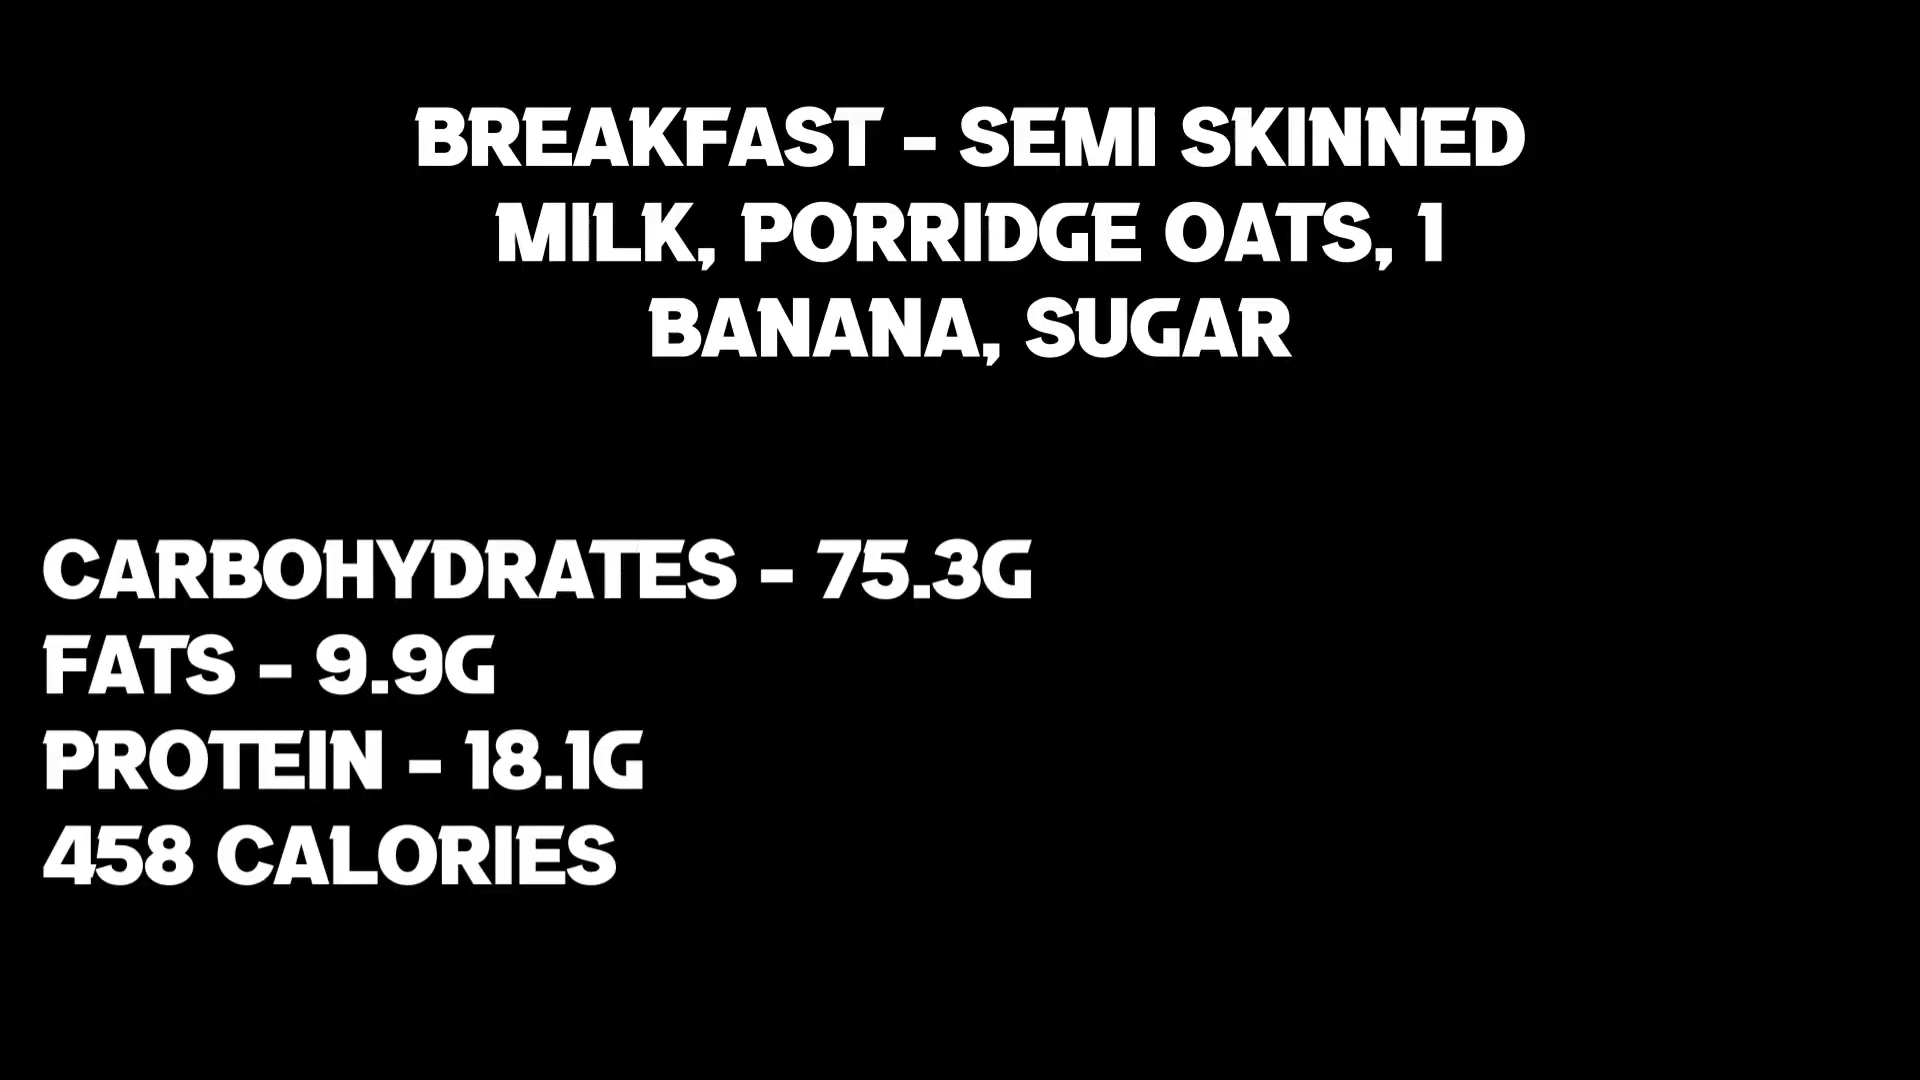 BREAKFAST - SEMI SKINNED
MILK, PORRIDGE OATS, 1
BANANA, SUGAR
CARBOHYDRATES - 75.3G
FATS - 9.9G
PROTEIN - 18.1G
458 CALORIES